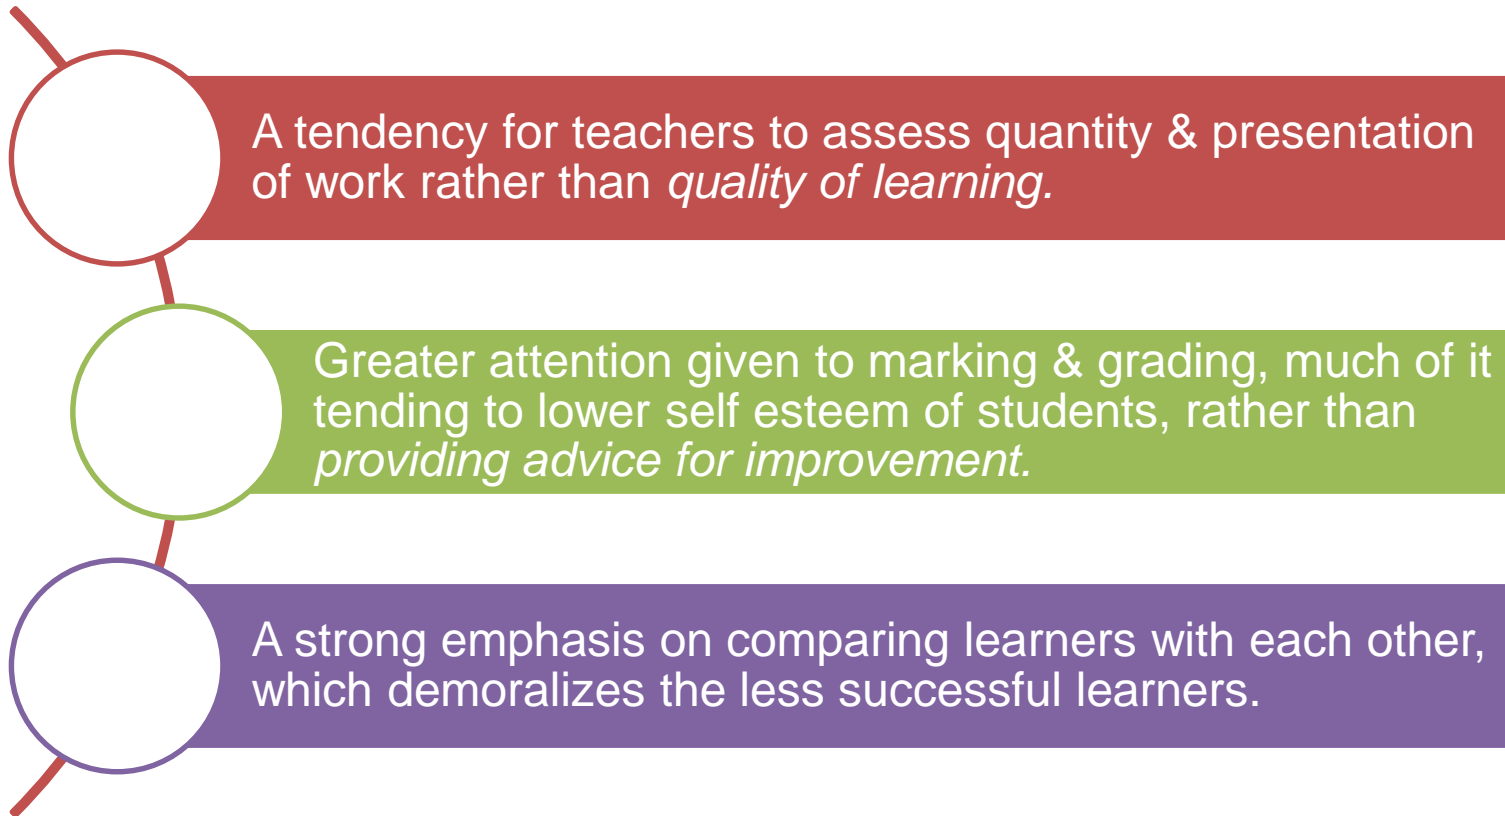 A tendency for teachers to assess quantity & presentation
of work rather than quality of learning.
Greater attention given to marking & grading, much of it
tending to lower self esteem of students, rather than
providing advice for improvement.
A strong emphasis on comparing learners with each other,
which demoralizes the less successful learners.